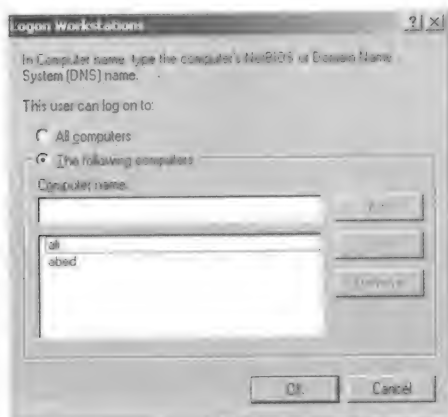 Logon Workstations
In Computer name, type the computer's NetBIOS or Domain Name
System (DNS) name.
This user can log on to:
All computers
The following computers
Computer name:
ali
abed
Remove
OK
Cancel